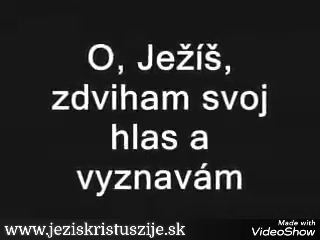 O, Ježíš,
zdviham svoj
hlas a
vyznavám
www.jeziskristuszije.sk
Made with
VideoShow